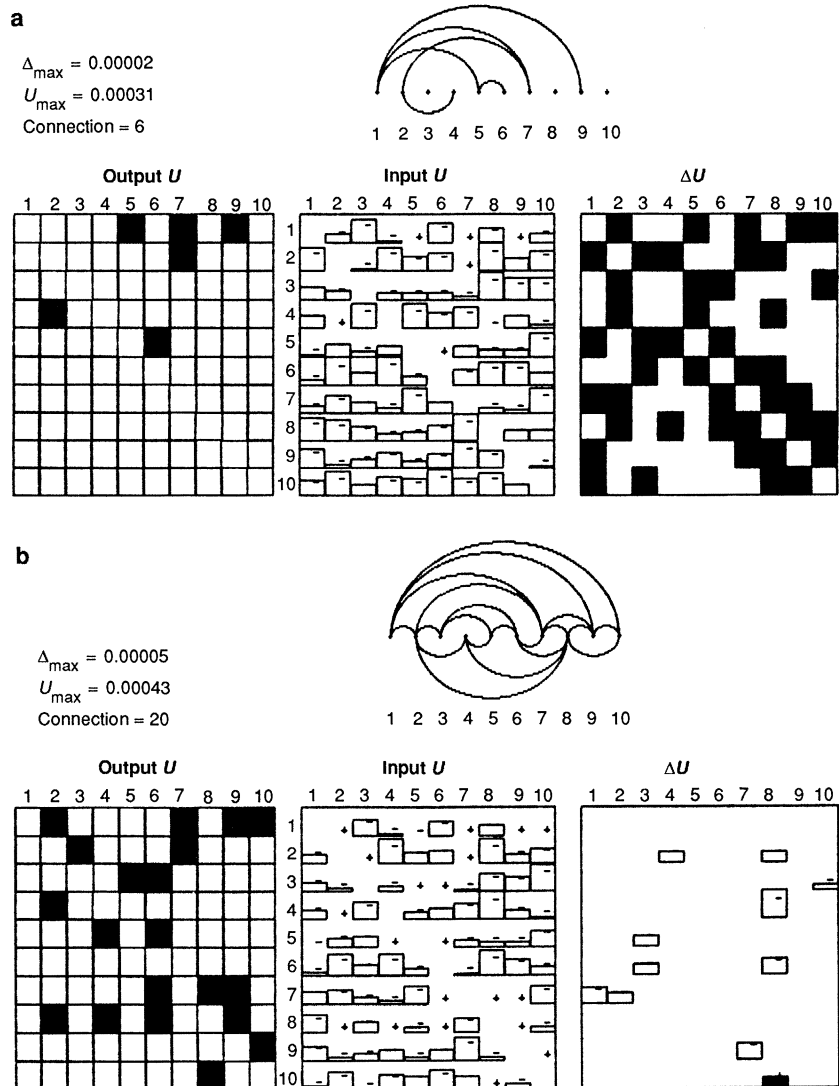 a
Δmax = 0.00002
Umax = 0.00031
Connection = 6
1 2 3 4 5 6 7 8 9 10
Output U Input U ΔU
1 2 3 4 5 6 7 8 9 10 1 2 3 4 5 6 7 8 9 10 1 2 3 4 5 6 7 8 9 10
1
2
3
4
5
6
7
8
9
10
b
Δmax = 0.00005
Umax = 0.00043
Connection = 20
1 2 3 4 5 6 7 8 9 10
Output U Input U ΔU
1 2 3 4 5 6 7 8 9 10 1 2 3 4 5 6 7 8 9 10 1 2 3 4 5 6 7 8 9 10
1
2
3
4
5
6
7
8
9
10